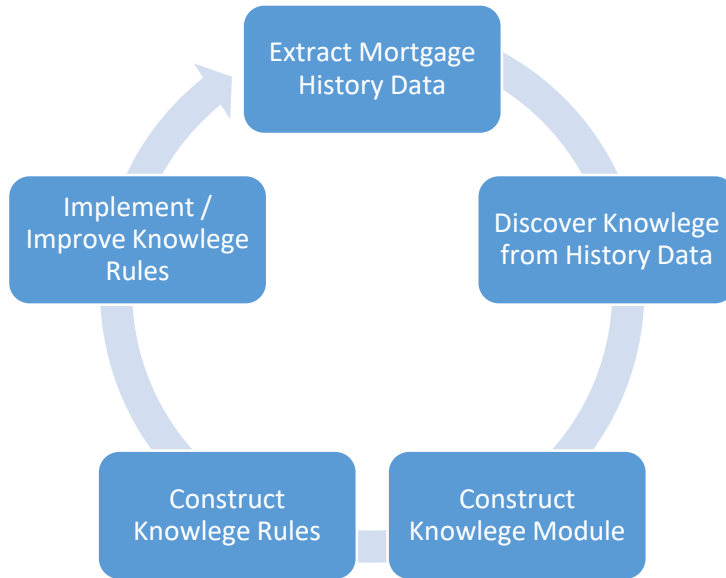 Extract Mortgage
History Data
Discover Knowlege
from History Data
Construct
Knowlege Module
Construct
Knowlege Rules
Implement /
Improve Knowlege
Rules